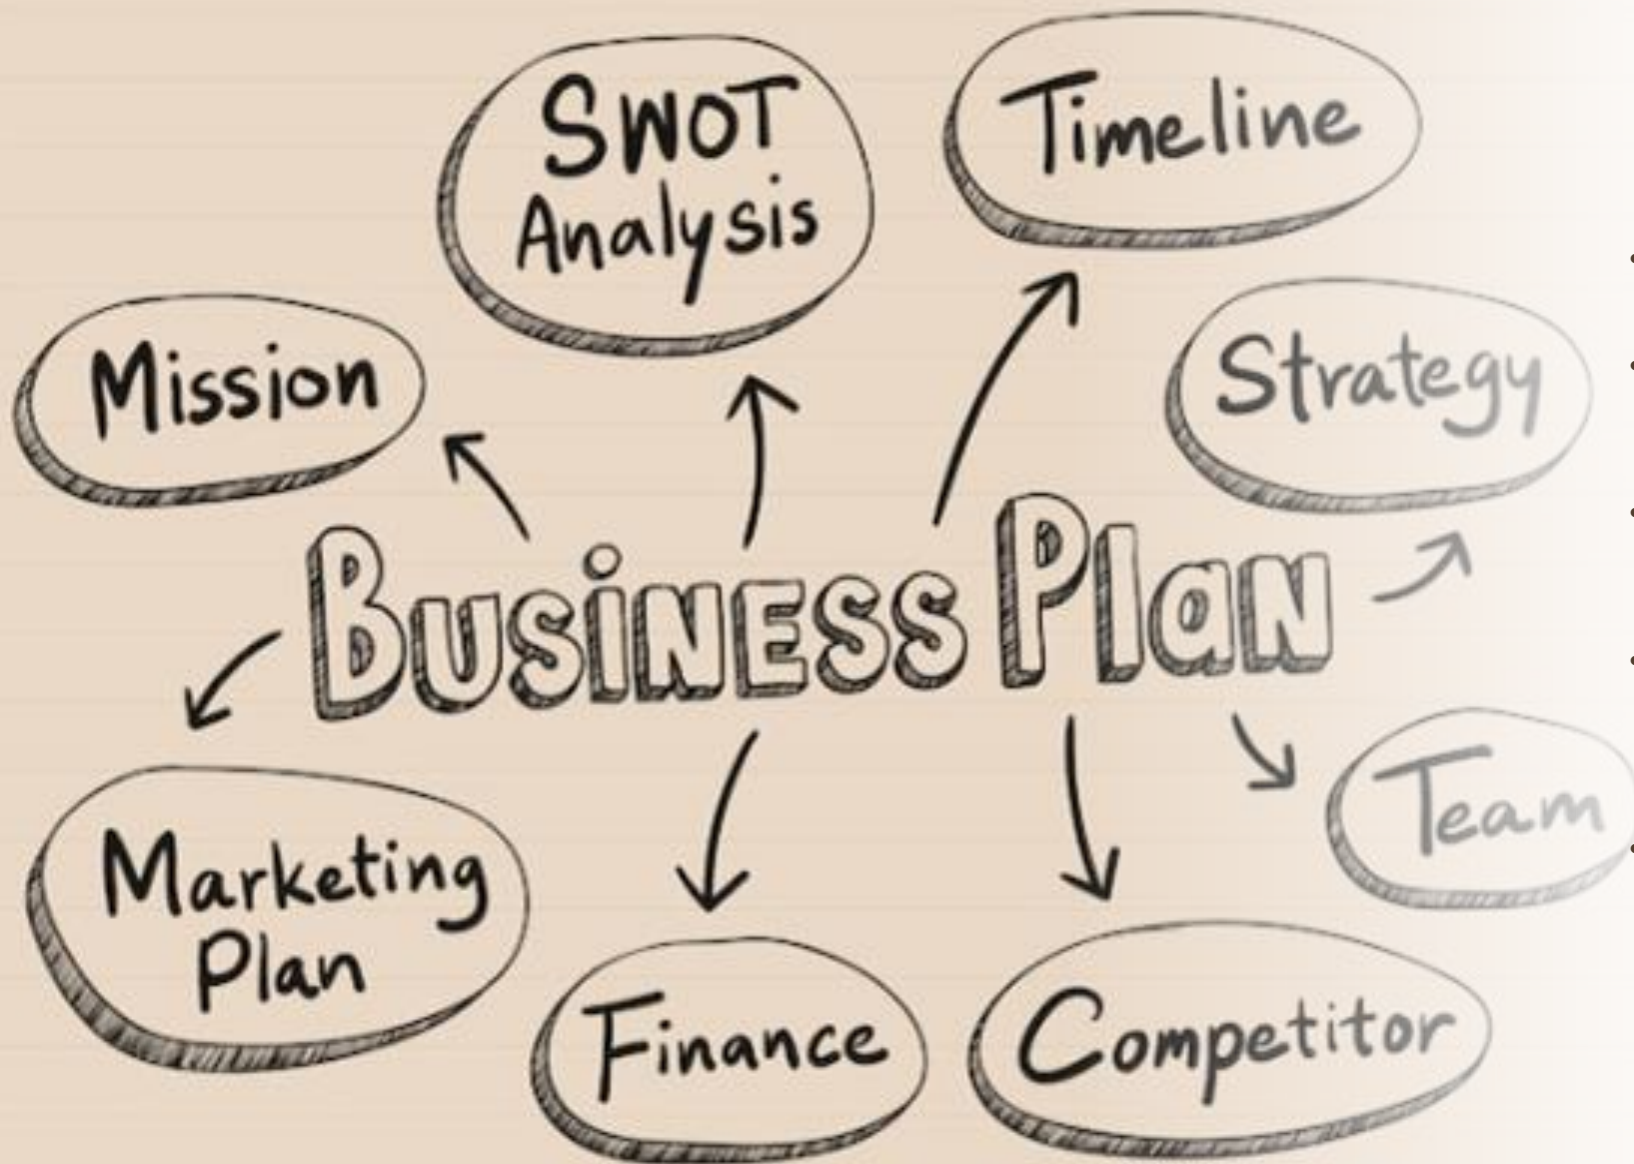 SWOT
Analysis
Timeline
Mission
Strategy
BUSiNESS PlaN
Team
Marketing
Plan
Finance
Competitor